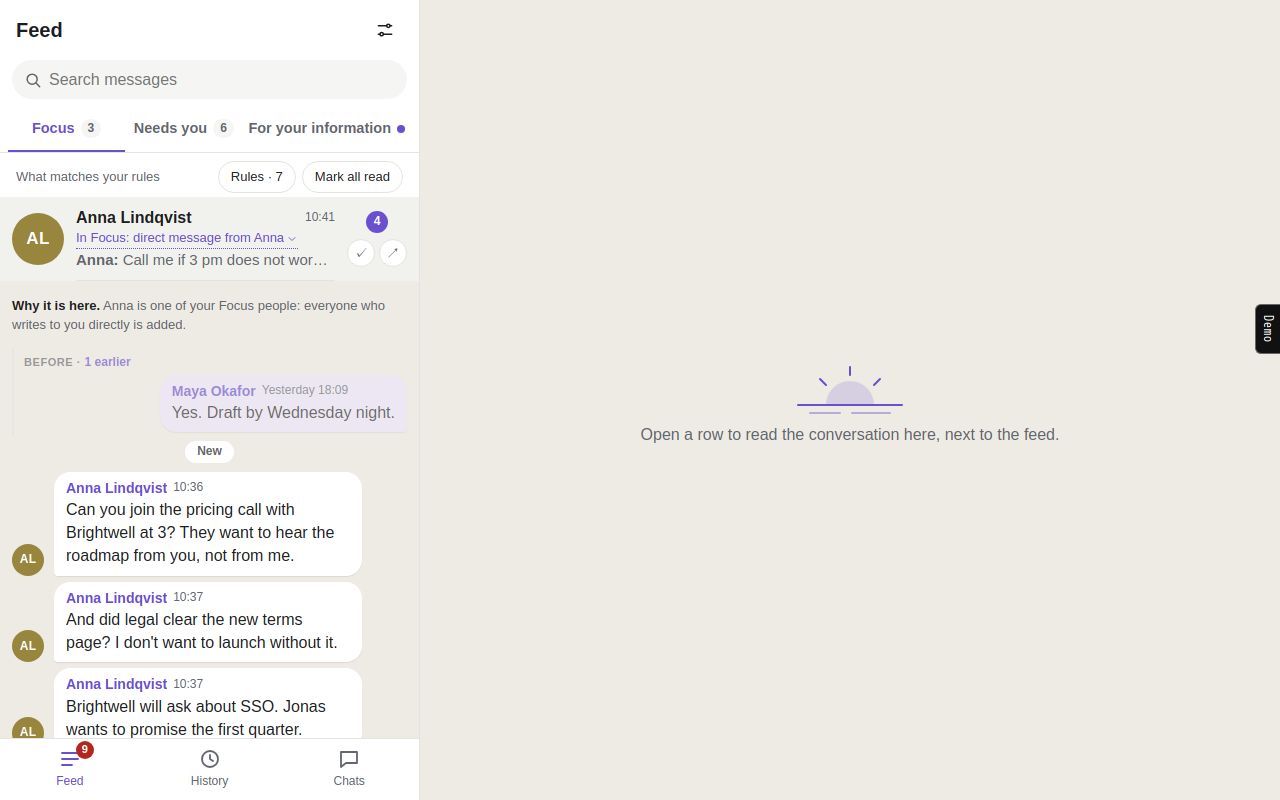 Feed
Search messages
Focus 3
Needs you 6
For your information
What matches your rules
Rules · 7
Mark all read
AL
Anna Lindqvist 10:41
4
In Focus: direct message from Anna
Anna: Call me if 3 pm does not wor…
Why it is here. Anna is one of your Focus people: everyone who
writes to you directly is added.
BEFORE · 1 earlier
Maya Okafor Yesterday 18:09
Yes. Draft by Wednesday night.
New
Anna Lindqvist 10:36
Can you join the pricing call with
Brightwell at 3? They want to hear the
roadmap from you, not from me.
AL
Anna Lindqvist 10:37
And did legal clear the new terms
page? I don't want to launch without it.
AL
Anna Lindqvist 10:37
Brightwell will ask about SSO. Jonas
wants to promise the first quarter.
AL
9
Feed
History
Chats
Open a row to read the conversation here, next to the feed.
Demo